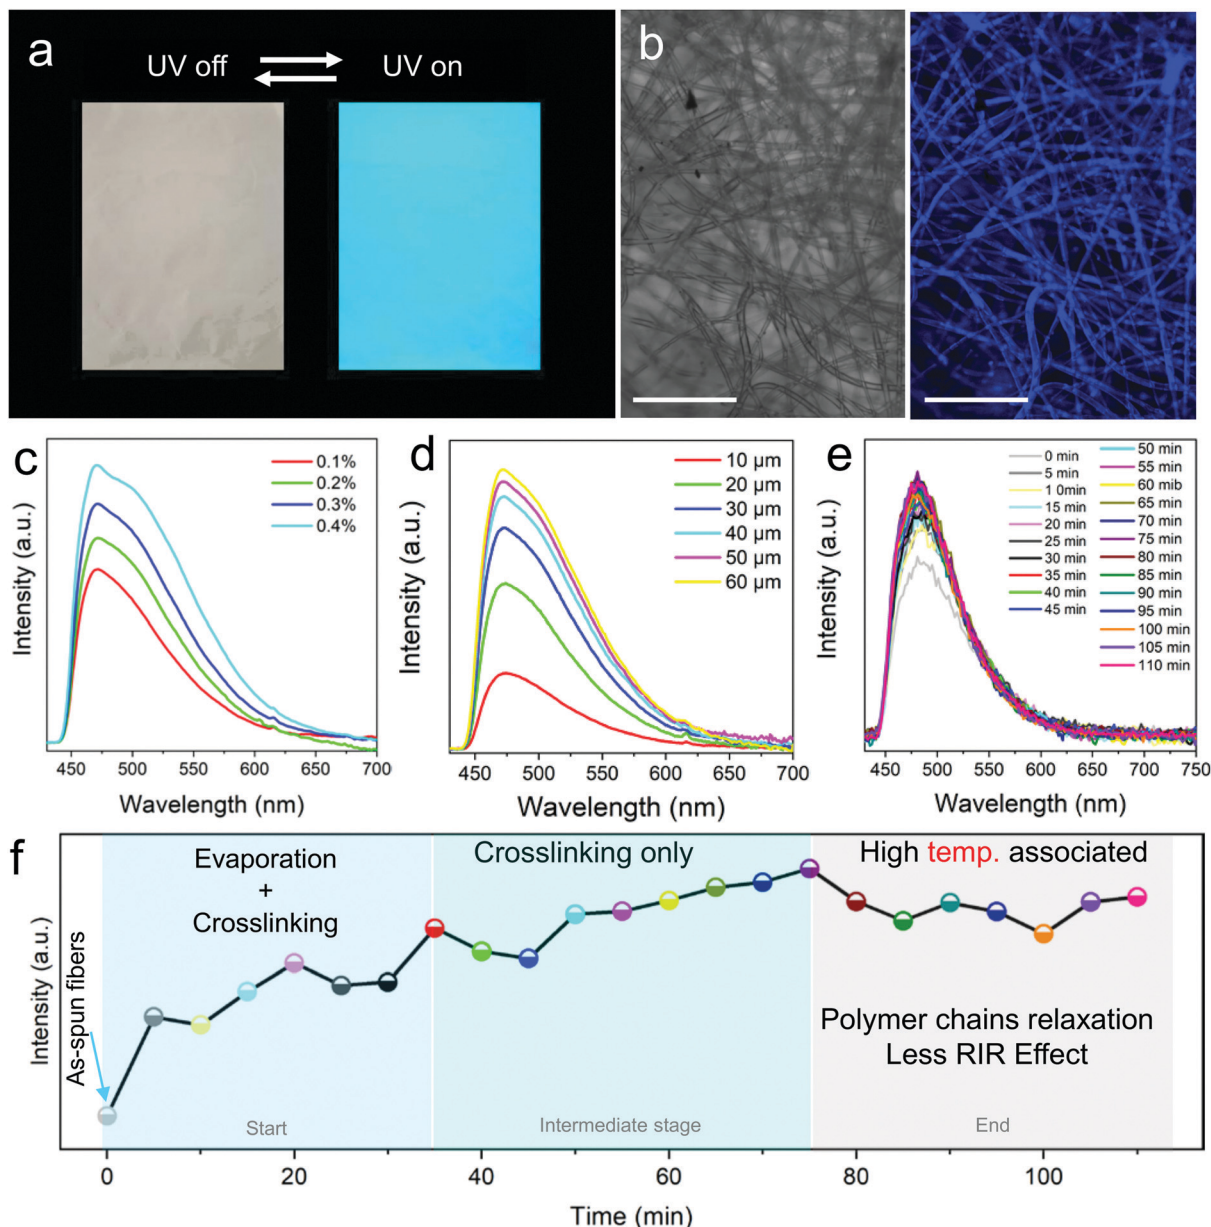 a
UV off
UV on
b
c
0.1%
0.2%
0.3%
0.4%
Intensity (a.u.)
450 500 550 600 650 700
Wavelength (nm)
d
10 µm
20 µm
30 µm
40 µm
50 µm
60 µm
Intensity (a.u.)
450 500 550 600 650 700
Wavelength (nm)
e
0 min
5 min
1 0min
15 min
20 min
25 min
30 min
35 min
40 min
45 min
50 min
55 min
60 mib
65 min
70 min
75 min
80 min
85 min
90 min
95 min
100 min
105 min
110 min
Intensity (a.u.)
450 500 550 600 650 700 750
Wavelength (nm)
f
Evaporation
+
Crosslinking
Crosslinking only
High temp. associated
Polymer chains relaxation
Less RIR Effect
As-spun fibers
Start
Intermediate stage
End
Intensity (a.u.)
0 20 40 60 80 100
Time (min)